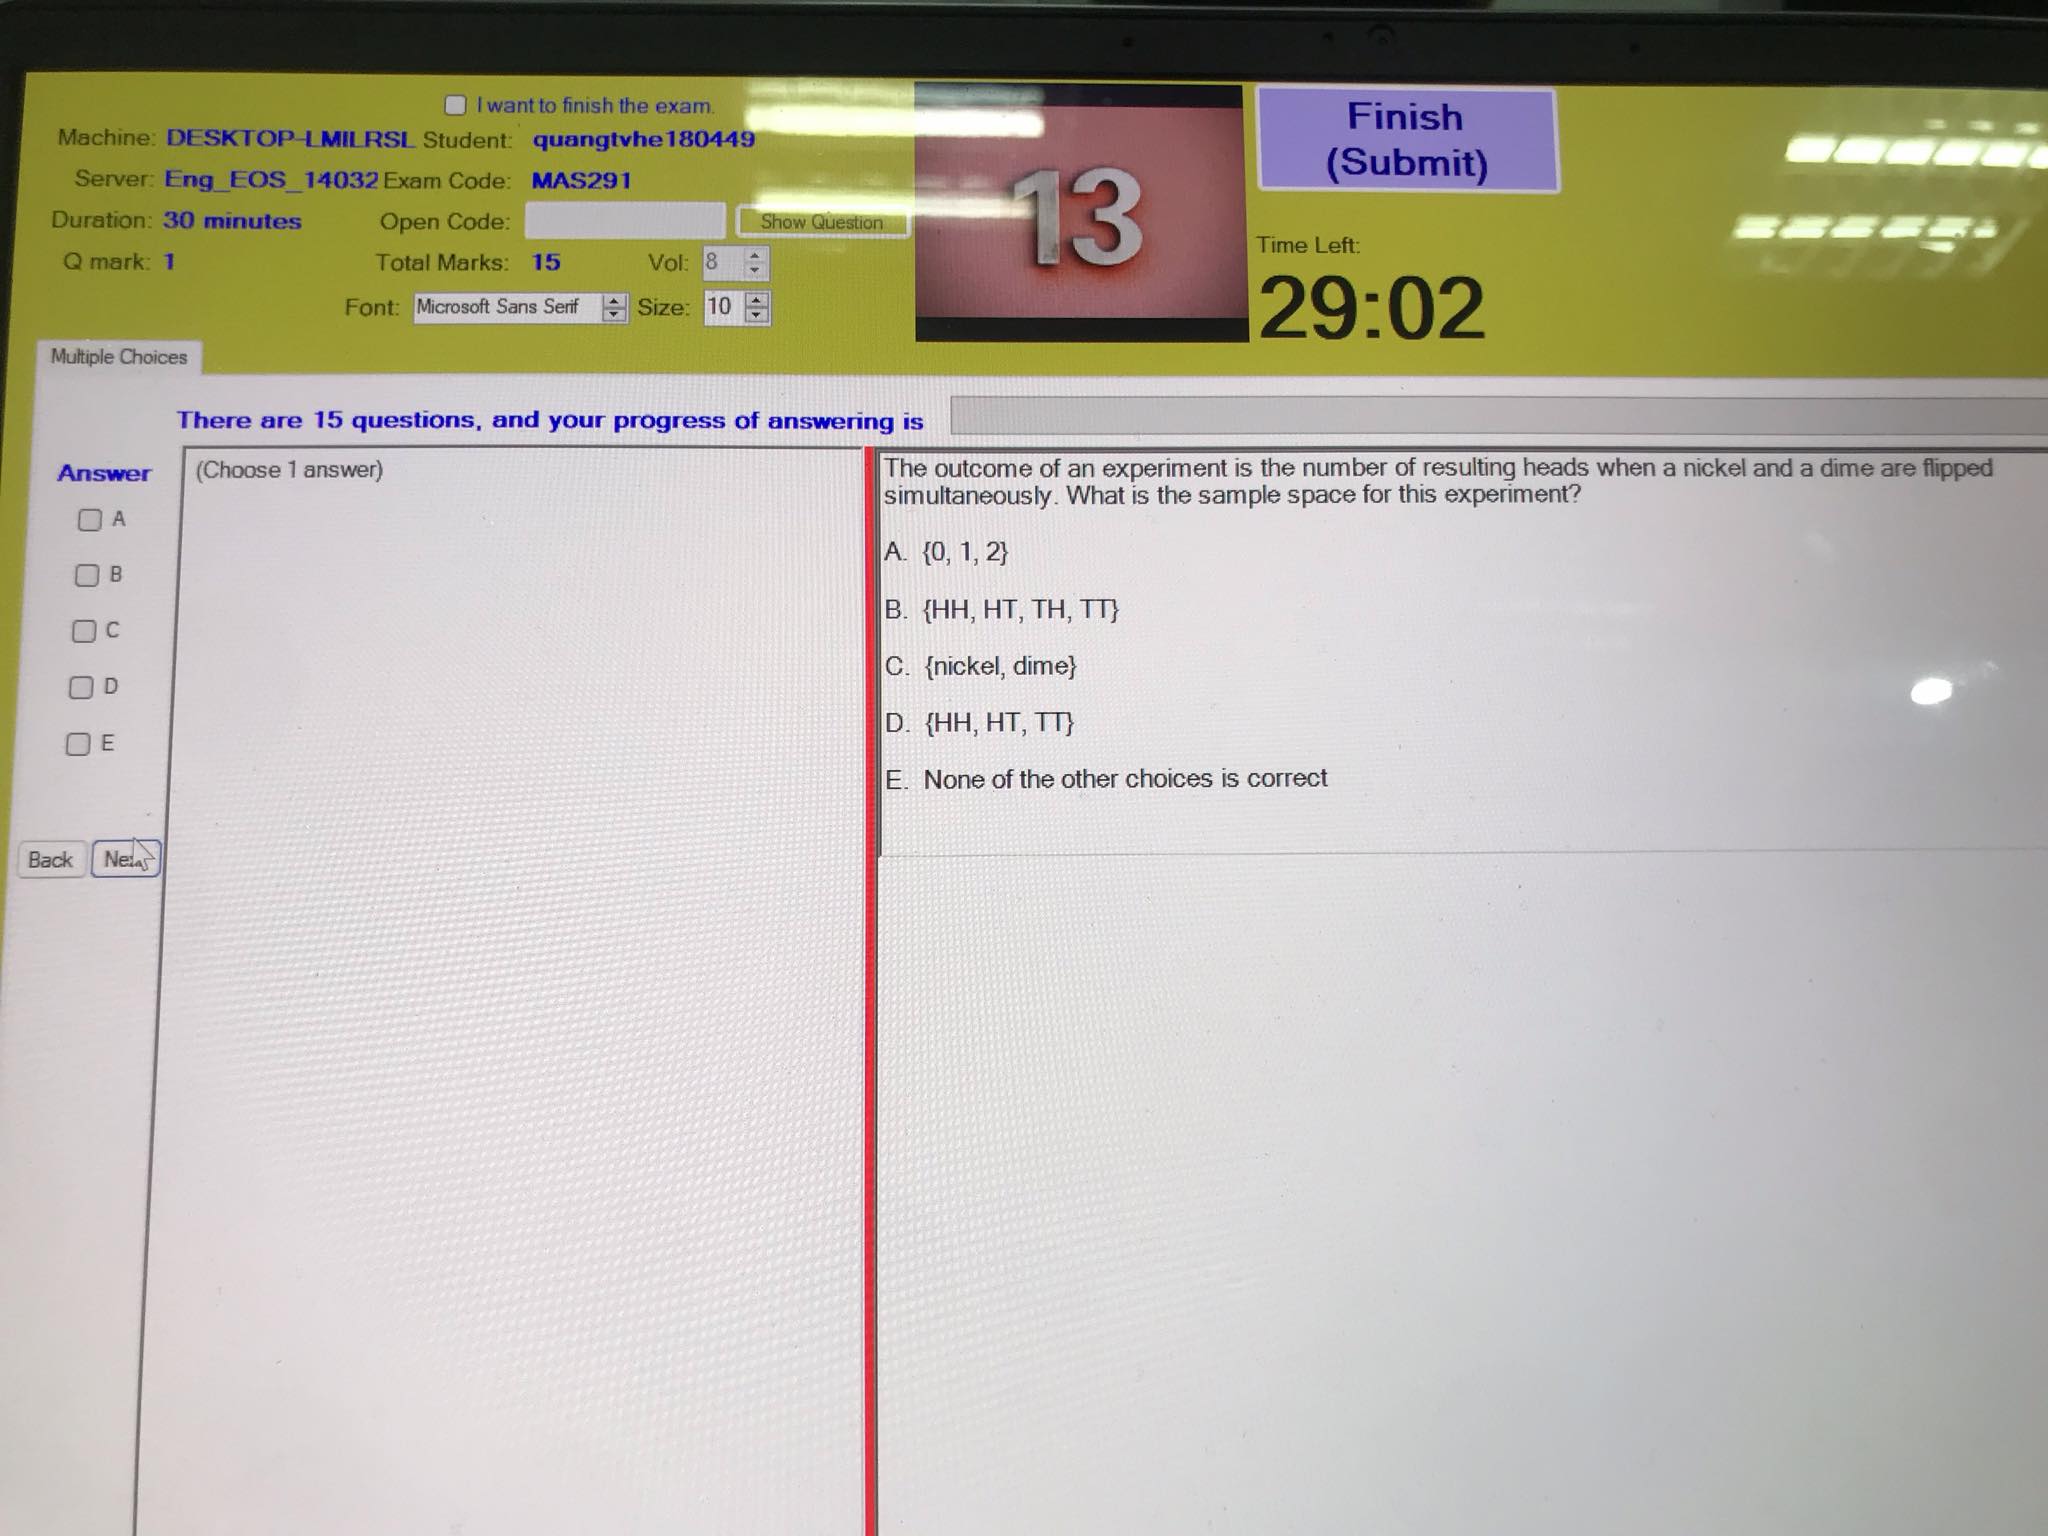 I want to finish the exam.
Machine: DESKTOP-LMILRSL Student: quangtvhe180449
Server: Eng_EOS_14032 Exam Code: MAS291
Duration: 30 minutes Open Code: Show Question
Q mark: 1 Total Marks: 15 Vol: 8
Font: Microsoft Sans Serif Size: 10
13
Finish
(Submit)
Time Left:
29:02
Multiple Choices
There are 15 questions, and your progress of answering is
Answer
A
B
C
D
E
Back
(Choose 1 answer)
The outcome of an experiment is the number of resulting heads when a nickel and a dime are flipped
simultaneously. What is the sample space for this experiment?
A. {0, 1, 2}
B. {HH, HT, TH, TT}
C. {nickel, dime}
D. {HH, HT, TT}
E. None of the other choices is correct